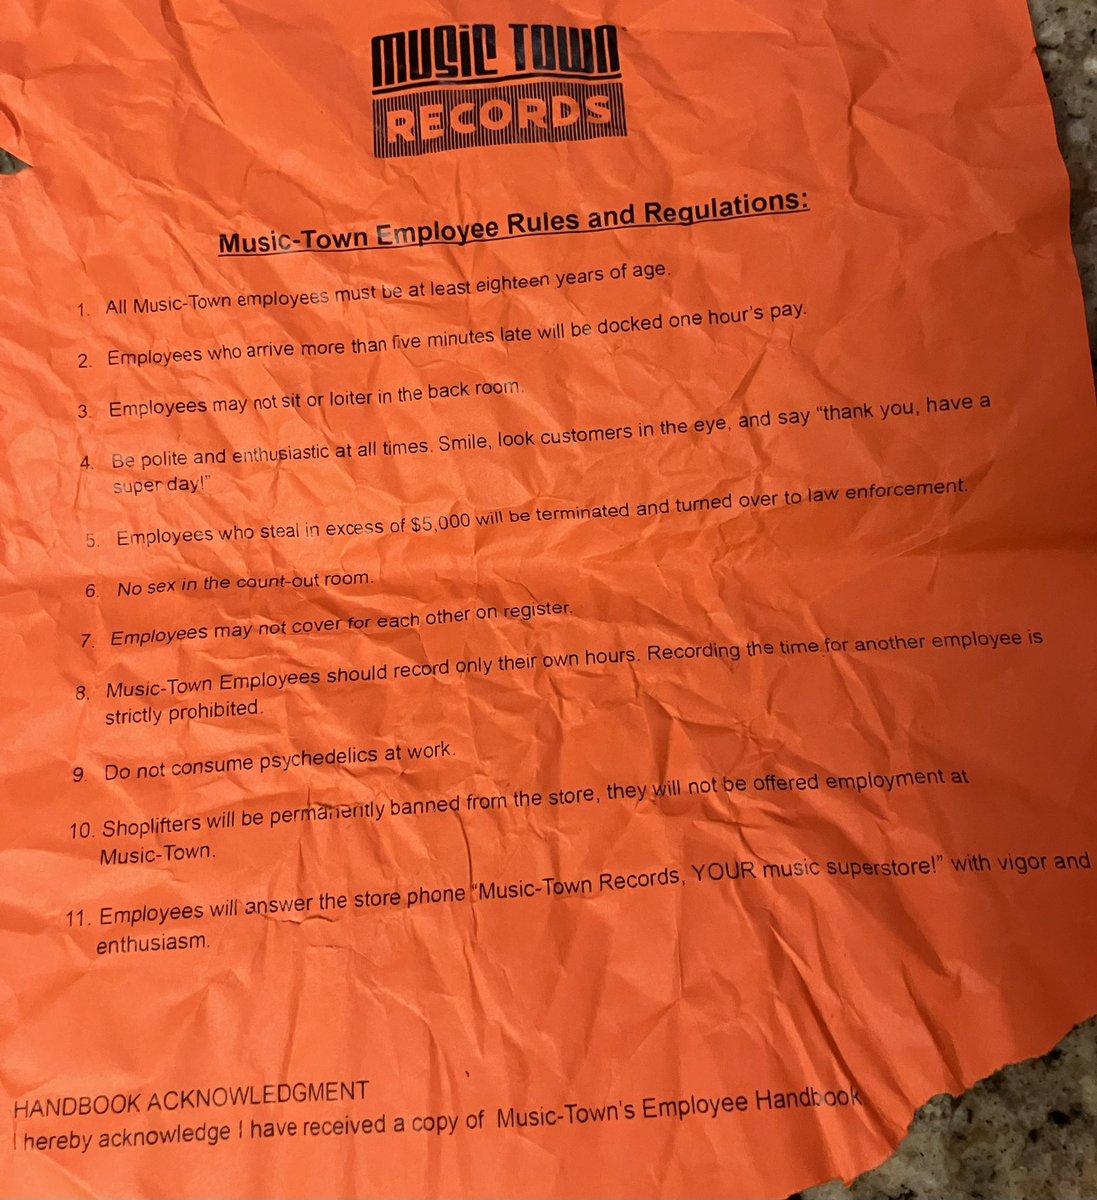 MUSIC TOWN
RECORDS
Music-Town Employee Rules and Regulations:
1. All Music-Town employees must be at least eighteen years of age.
2. Employees who arrive more than five minutes late will be docked one hour's pay.
3. Employees may not sit or loiter in the back room.
4. Be polite and enthusiastic at all times. Smile, look customers in the eye, and say “thank you, have a
super day!”
5. Employees who steal in excess of $5,000 will be terminated and turned over to law enforcement.
6. No sex in the count-out room.
7. Employees may not cover for each other on register.
8. Music-Town Employees should record only their own hours. Recording the time for another employee is
strictly prohibited.
9. Do not consume psychedelics at work.
10. Shoplifters will be permanently banned from the store, they will not be offered employment at
Music-Town.
11. Employees will answer the store phone “Music-Town Records, YOUR music superstore!” with vigor and
enthusiasm.
HANDBOOK ACKNOWLEDGMENT
I hereby acknowledge I have received a copy of Music-Town's Employee Handbook